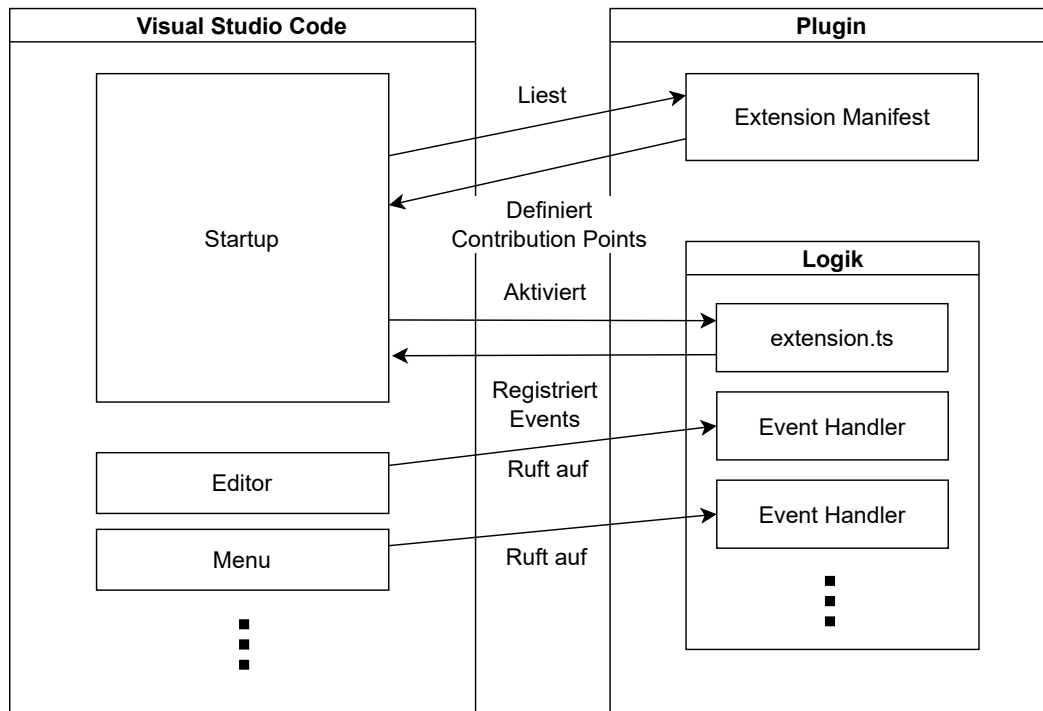 Visual Studio Code
Plugin
Liest
Extension Manifest
Startup
Definiert
Contribution Points
Logik
Aktiviert
extension.ts
Registriert
Events
Event Handler
Editor
Ruft auf
Event Handler
Menu
Ruft auf